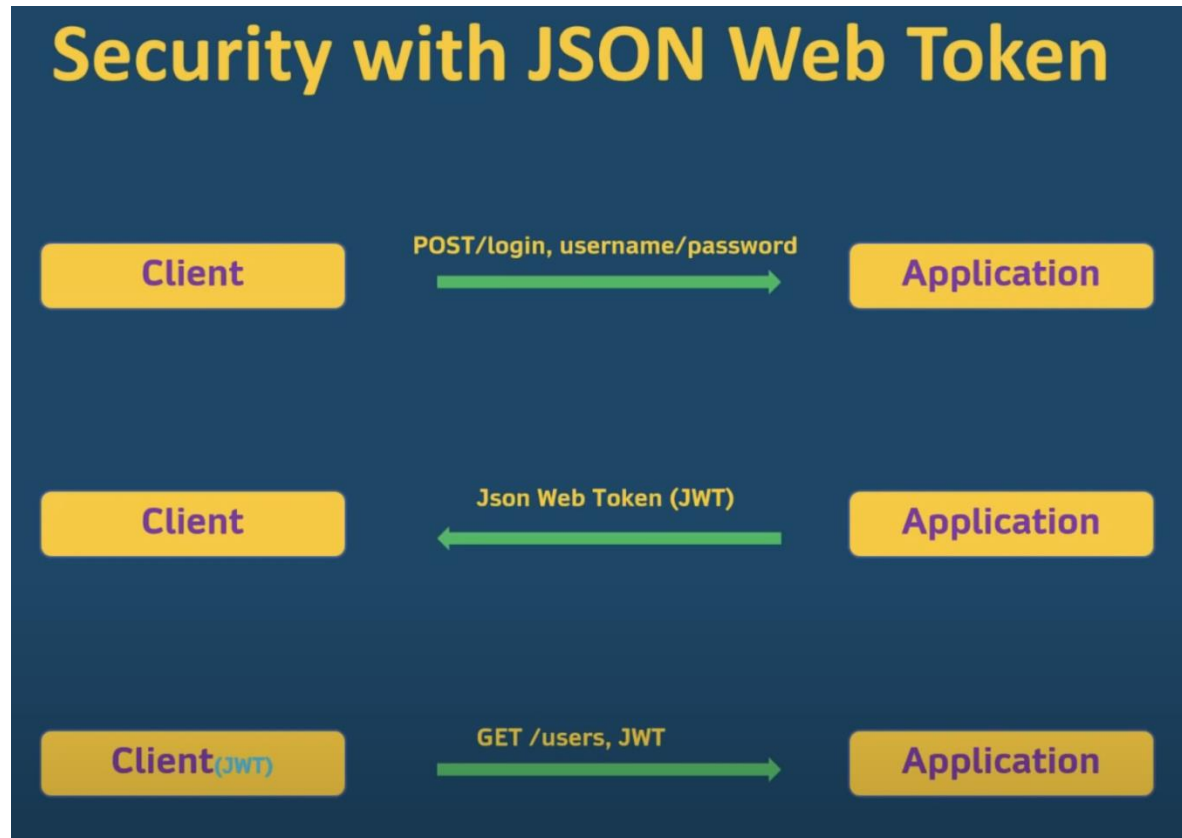 Security with JSON Web Token
POST/login, username/password
Client
Application
Json Web Token (JWT)
Client
Application
GET /users, JWT
Client(JWT)
Application